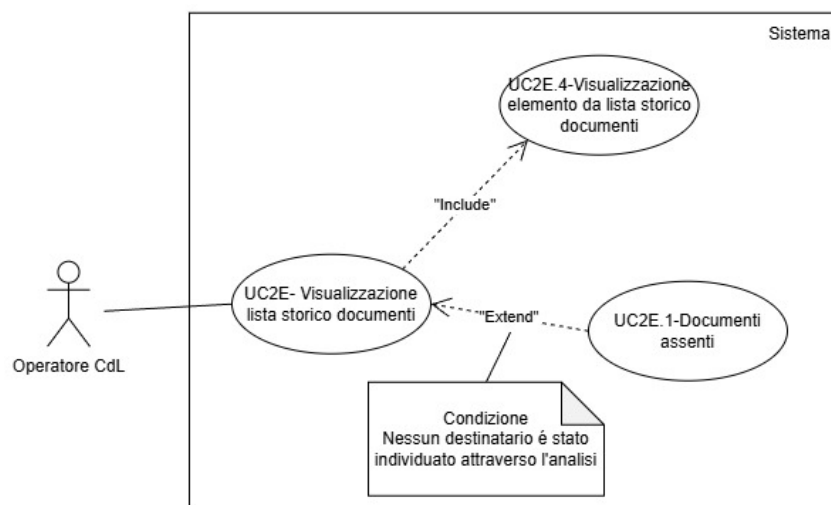 Sistema
UC2E.4-Visualizzazione
elemento da lista storico
documenti
"Include"
UC2E- Visualizzazione
lista storico documenti
"Extend"
UC2E.1-Documenti
assenti
Operatore CdL
Condizione
Nessun destinatario é stato
individuato attraverso l'analisi